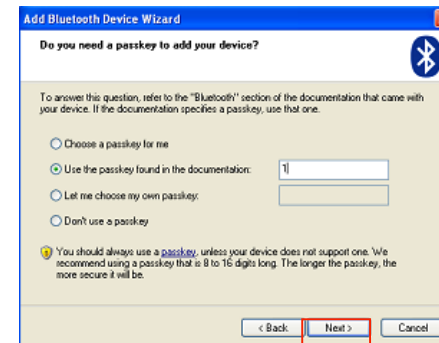 Add Bluetooth Device Wizard
Do you need a passkey to add your device?
To answer this question, refer to the "Bluetooth" section of the documentation that came with
your device. If the documentation specifies a passkey, use that one.
Choose a passkey for me
Use the passkey found in the documentation: 1
Let me choose my own passkey:
Don't use a passkey
You should always use a passkey, unless your device does not support one. We
recommend using a passkey that is 8 to 16 digits long. The longer the passkey, the
more secure it will be.
< Back Next > Cancel